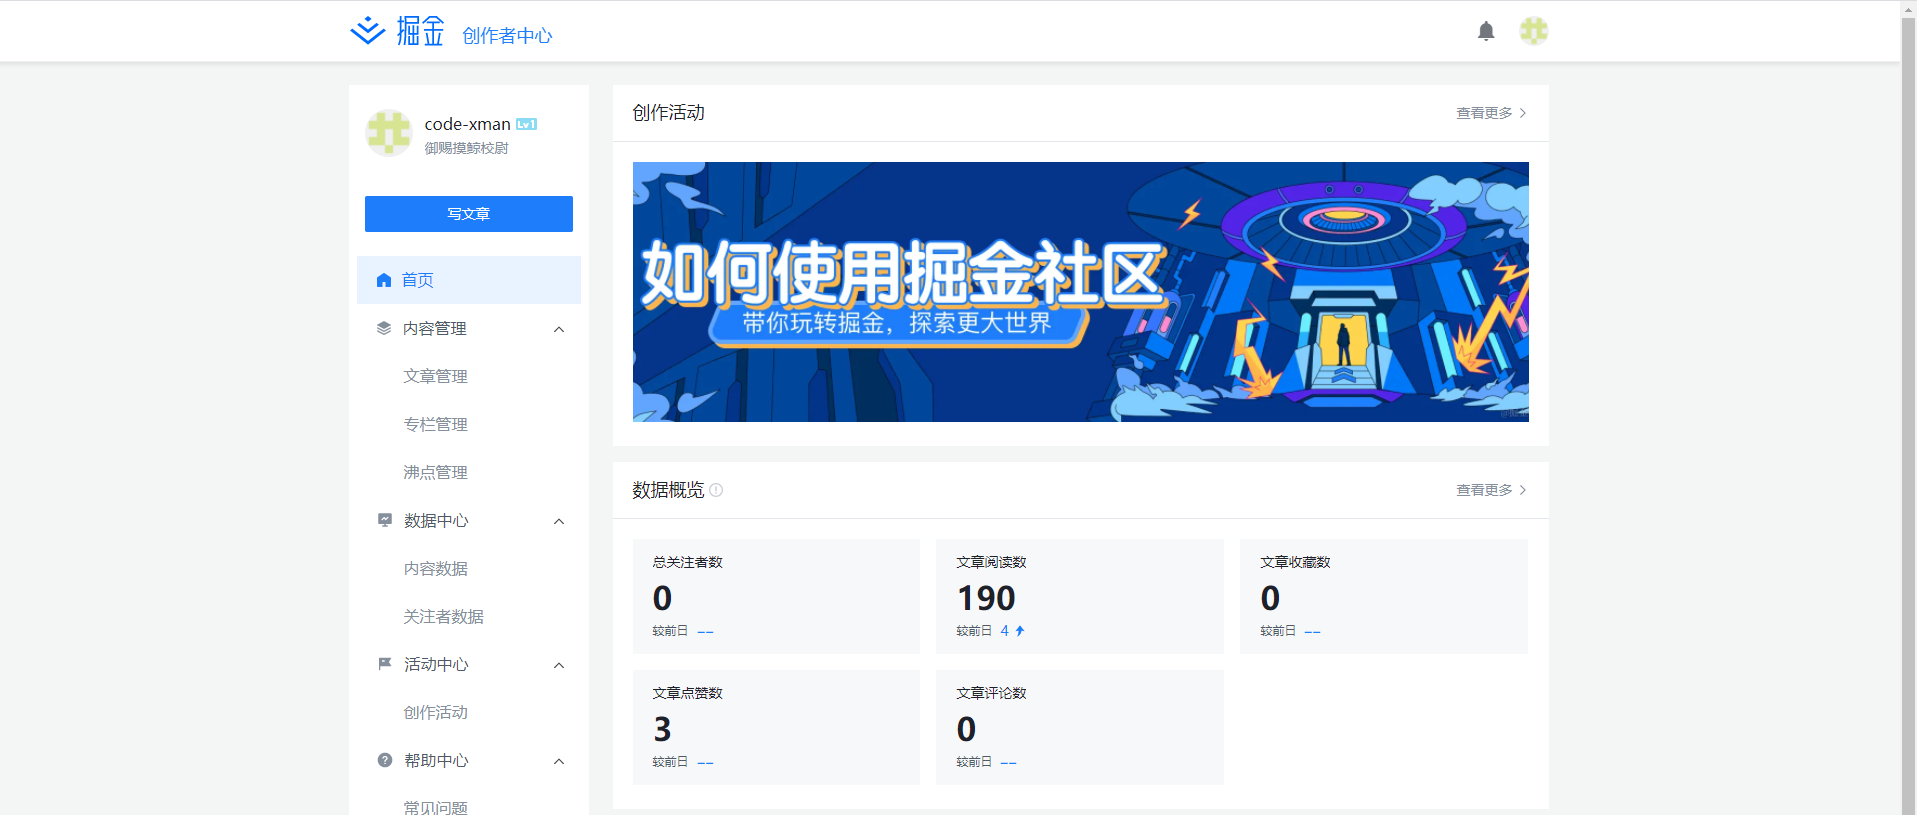 掘金 创作者中心
code-xman Lv1
御赐摸鲸校尉
写文章
首页
内容管理
文章管理
专栏管理
沸点管理
数据中心
内容数据
关注者数据
活动中心
创作活动
帮助中心
常见问题
创作活动
查看更多
如何使用掘金社区
带你玩转掘金，探索更大世界
数据概览
查看更多
总关注者数
0
较前日 --
文章阅读数
190
较前日 4
文章收藏数
0
较前日 --
文章点赞数
3
较前日 --
文章评论数
0
较前日 --